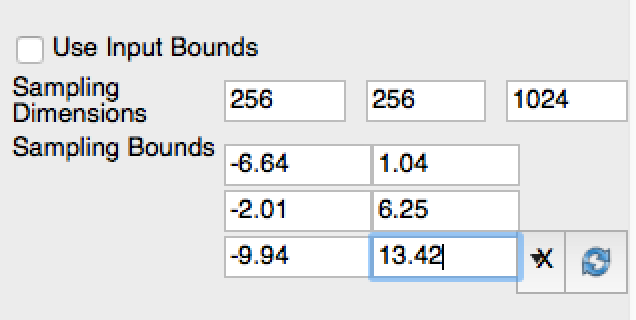 Use Input Bounds
Sampling Dimensions 256 256 1024
Sampling Bounds -6.64 1.04
-2.01 6.25
-9.94 13.42